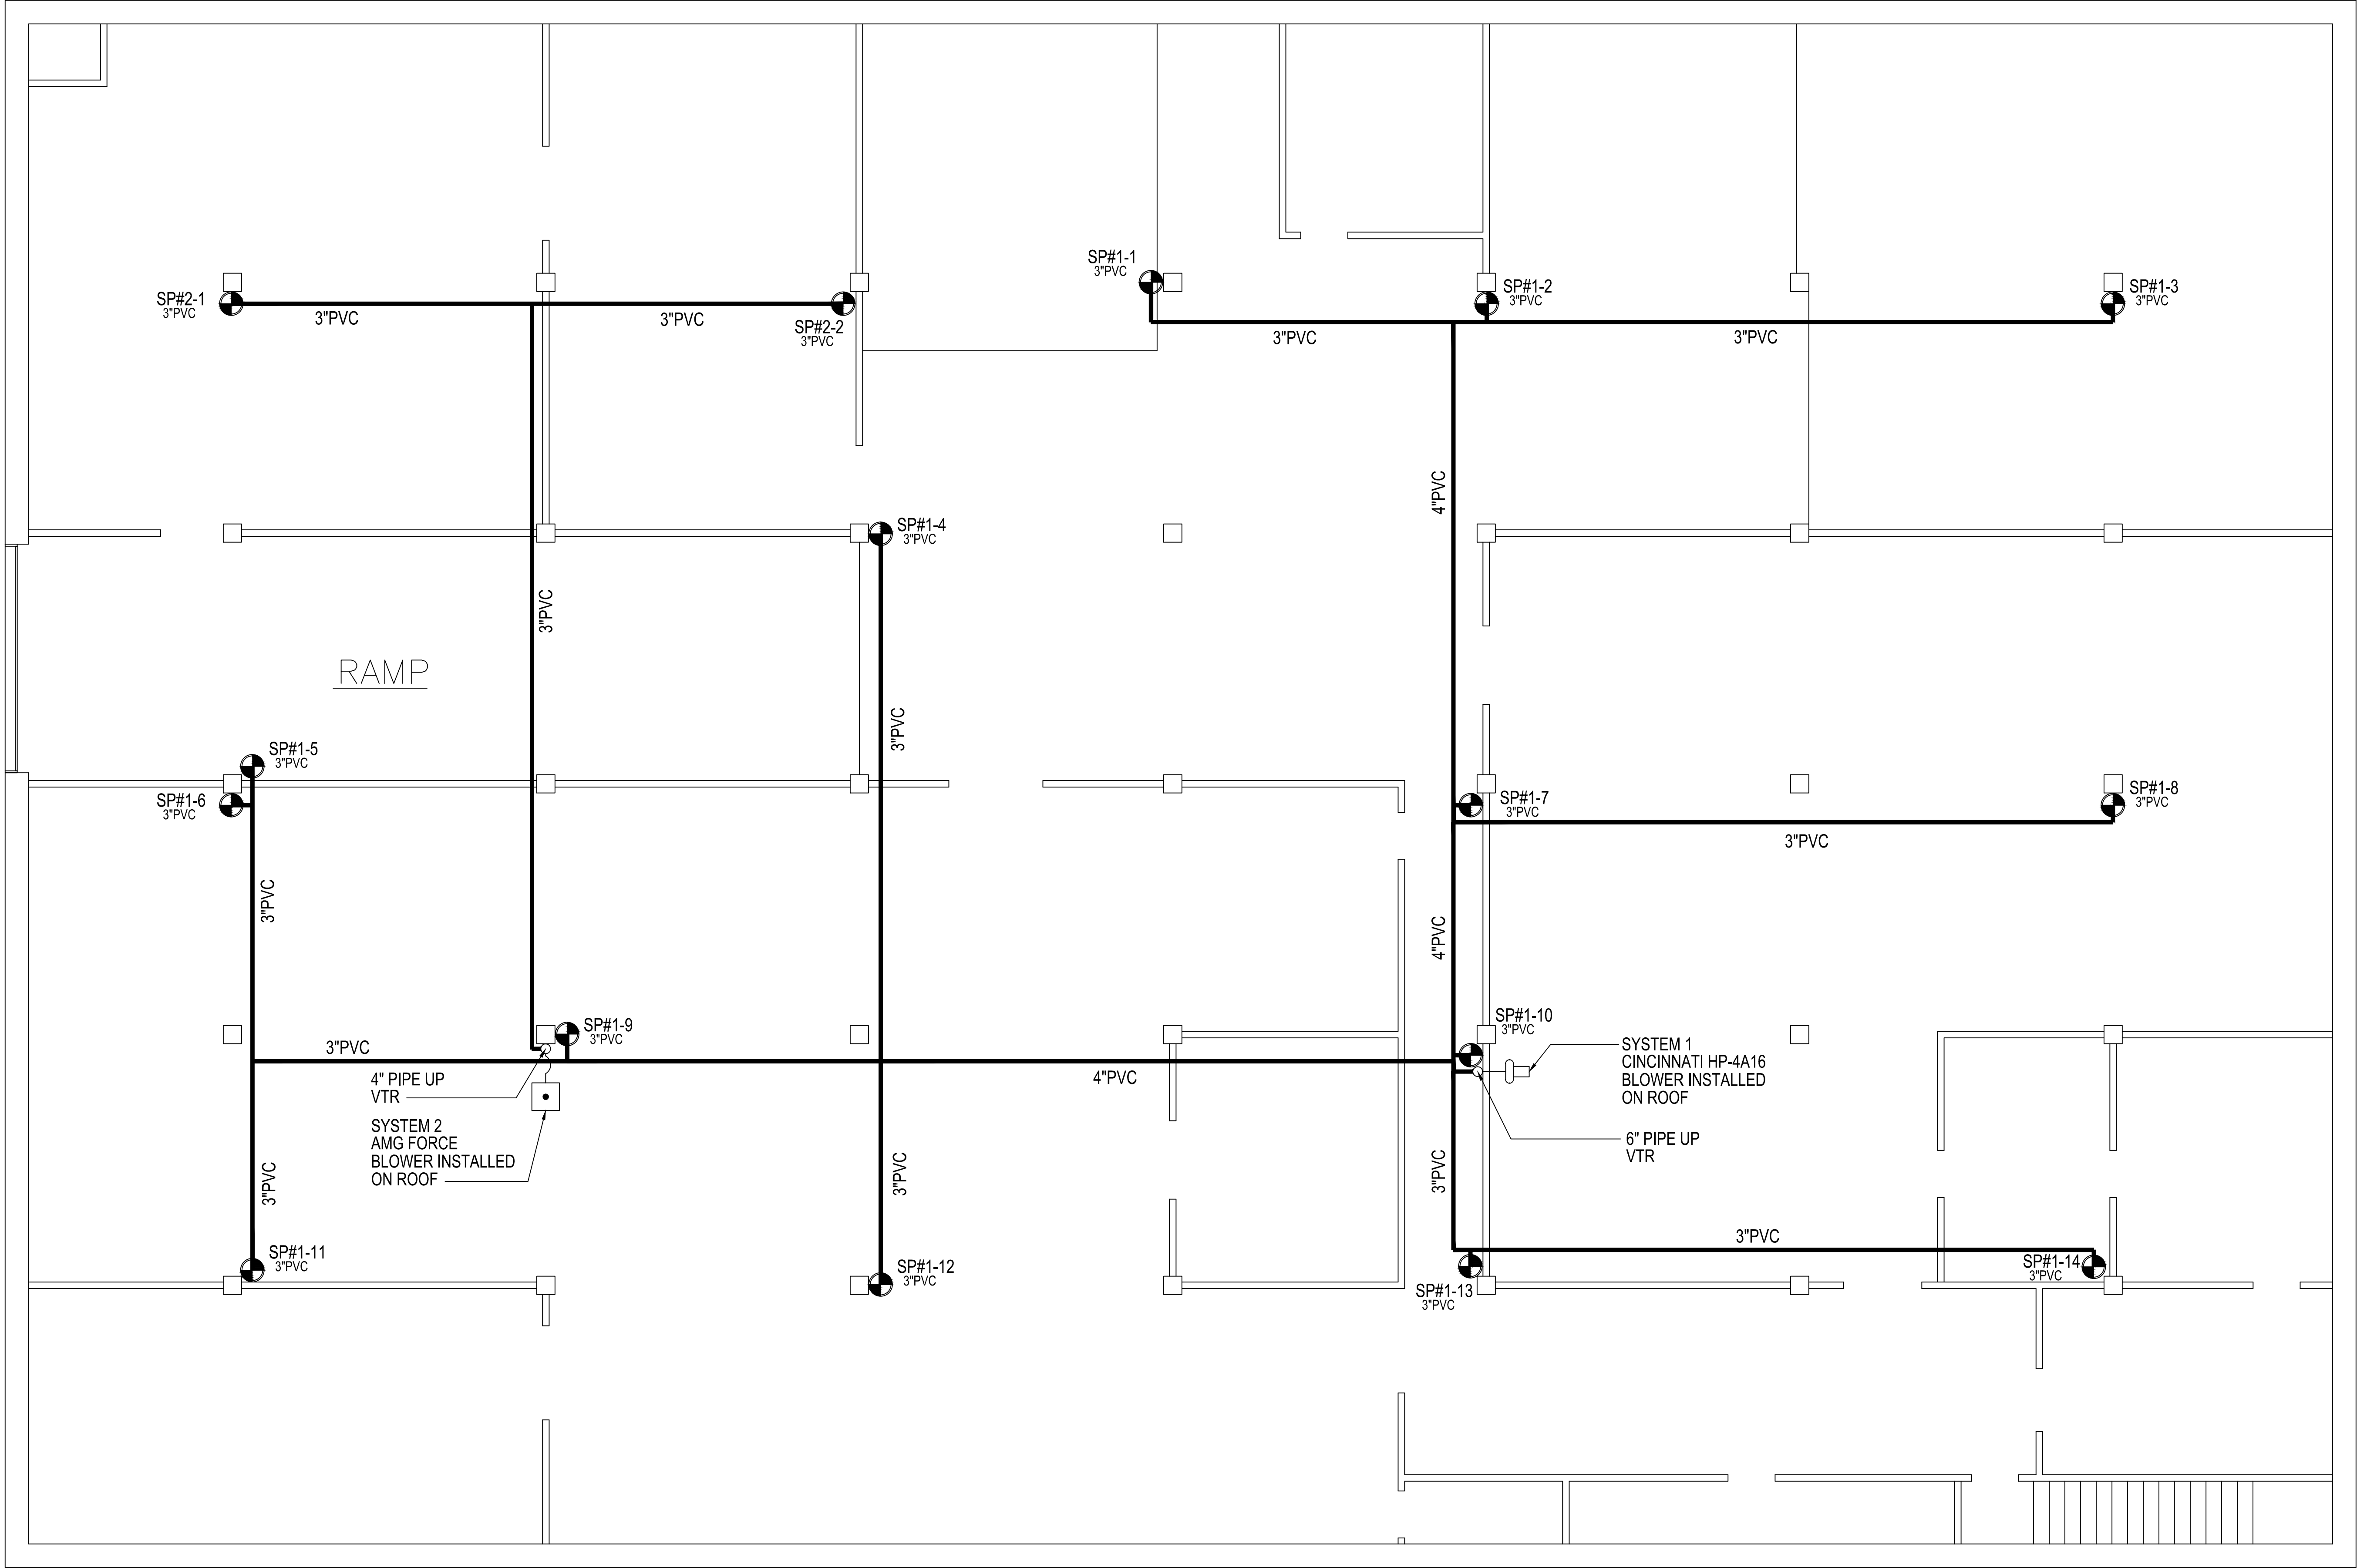 SP#1-1
3"PVC
SP#2-1
3"PVC
3"PVC
3"PVC
SP#2-2
3"PVC
SP#1-2
3"PVC
SP#1-3
3"PVC
3"PVC
3"PVC
4"PVC
SP#1-4
3"PVC
3"PVC
RAMP
3"PVC
SP#1-5
3"PVC
SP#1-6
3"PVC
SP#1-7
3"PVC
SP#1-8
3"PVC
3"PVC
3"PVC
4"PVC
SP#1-9
3"PVC
SP#1-10
3"PVC
3"PVC
4"PVC
4" PIPE UP
VTR
SYSTEM 2
AMG FORCE
BLOWER INSTALLED
ON ROOF
SYSTEM 1
CINCINNATI HP-4A16
BLOWER INSTALLED
ON ROOF
6" PIPE UP
VTR
3"PVC
3"PVC
3"PVC
3"PVC
SP#1-11
3"PVC
SP#1-12
3"PVC
SP#1-13
3"PVC
SP#1-14
3"PVC